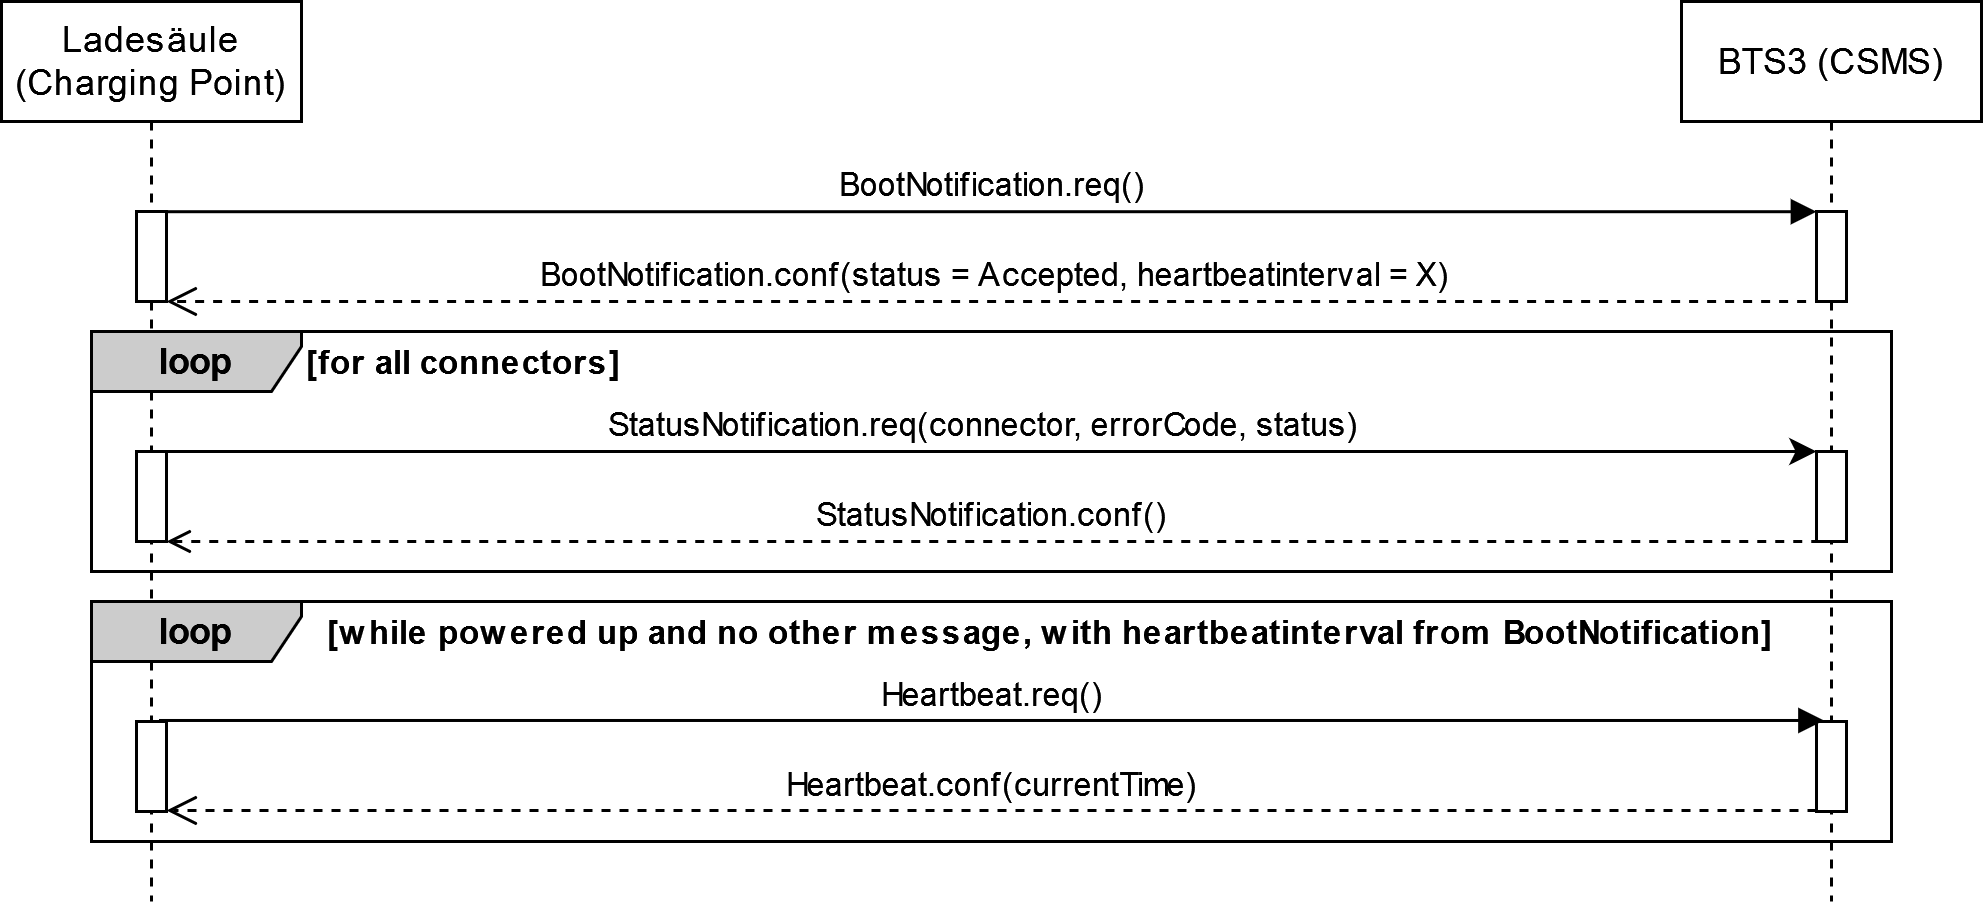 Ladesäule
(Charging Point)
BTS3 (CSMS)
BootNotification.req()
BootNotification.conf(status = Accepted, heartbeatinterval = X)
loop
[for all connectors]
StatusNotification.req(connector, errorCode, status)
StatusNotification.conf()
loop
[while powered up and no other message, with heartbeatinterval from BootNotification]
Heartbeat.req()
Heartbeat.conf(currentTime)